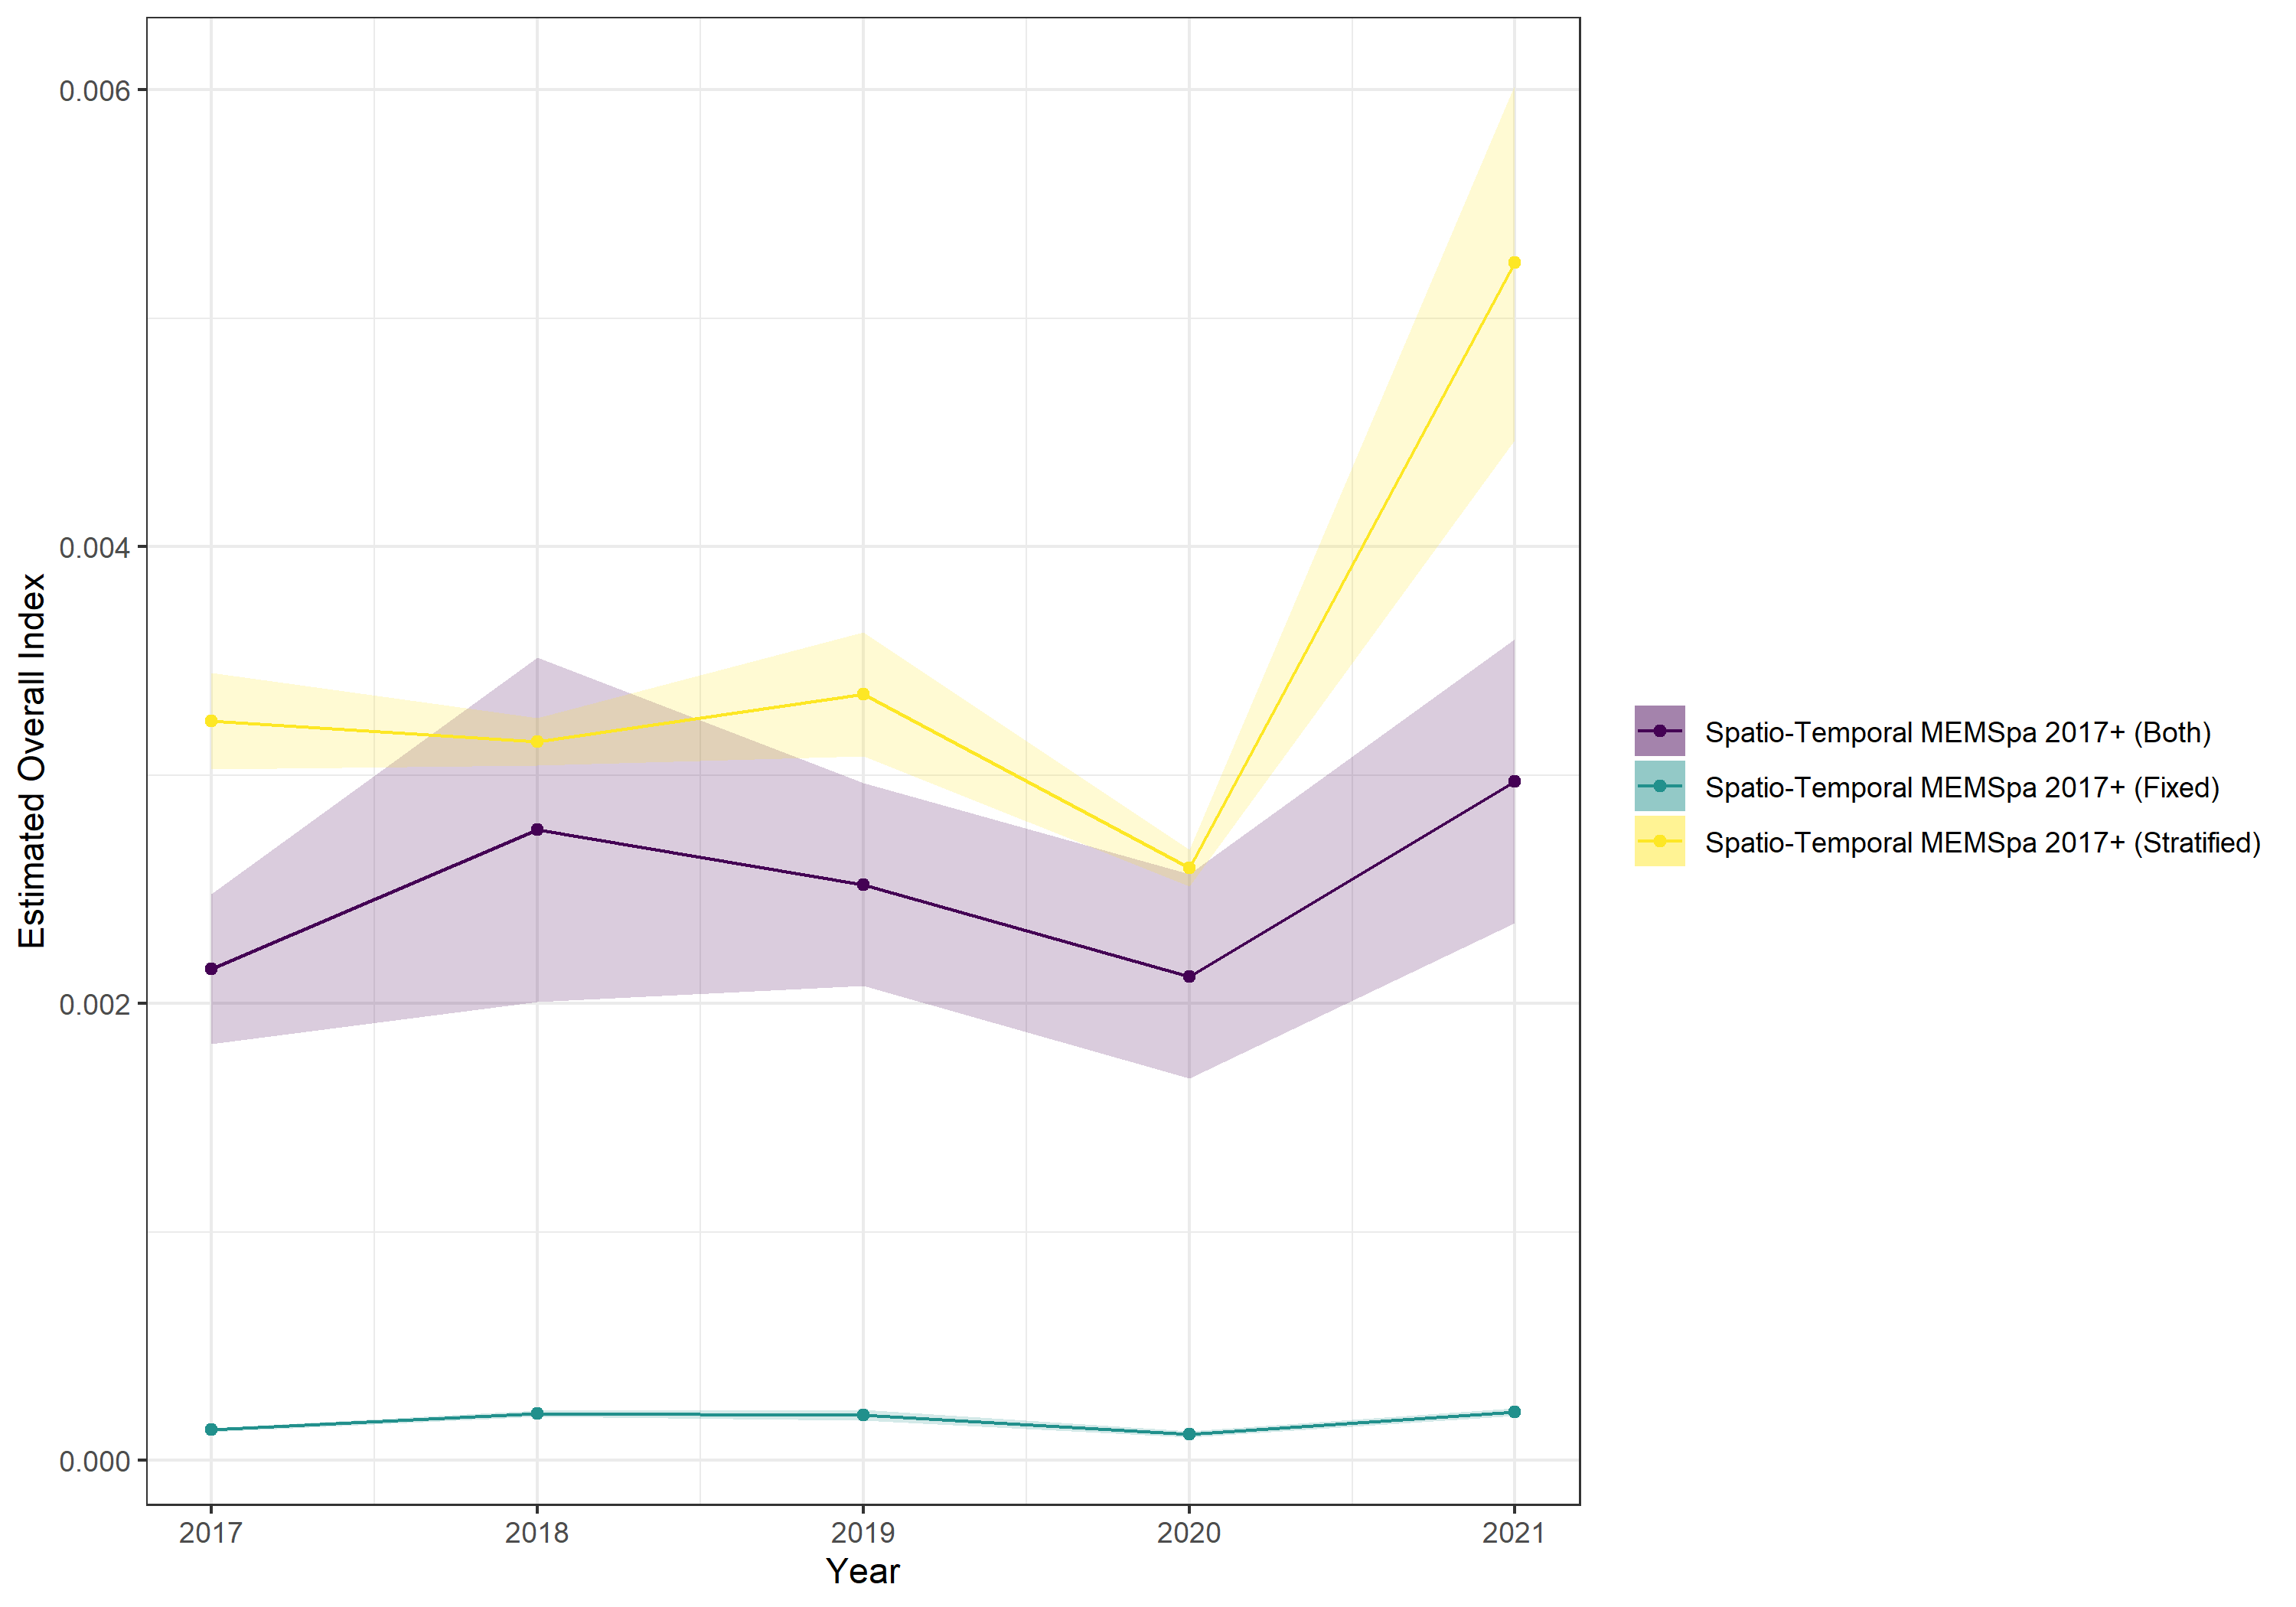 0.006
0.004
0.002
0.000
Estimated Overall Index
2017 2018 2019 2020 2021
Year
Spatio-Temporal MEMSpa 2017+ (Both)
Spatio-Temporal MEMSpa 2017+ (Fixed)
Spatio-Temporal MEMSpa 2017+ (Stratified)